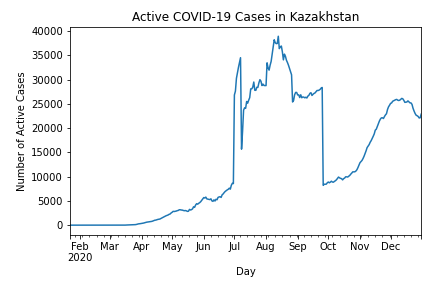 Active COVID-19 Cases in Kazakhstan
40000
35000
30000
25000
20000
15000
10000
5000
0
Number of Active Cases
Feb Mar Apr May Jun Jul Aug Sep Oct Nov Dec
2020
Day